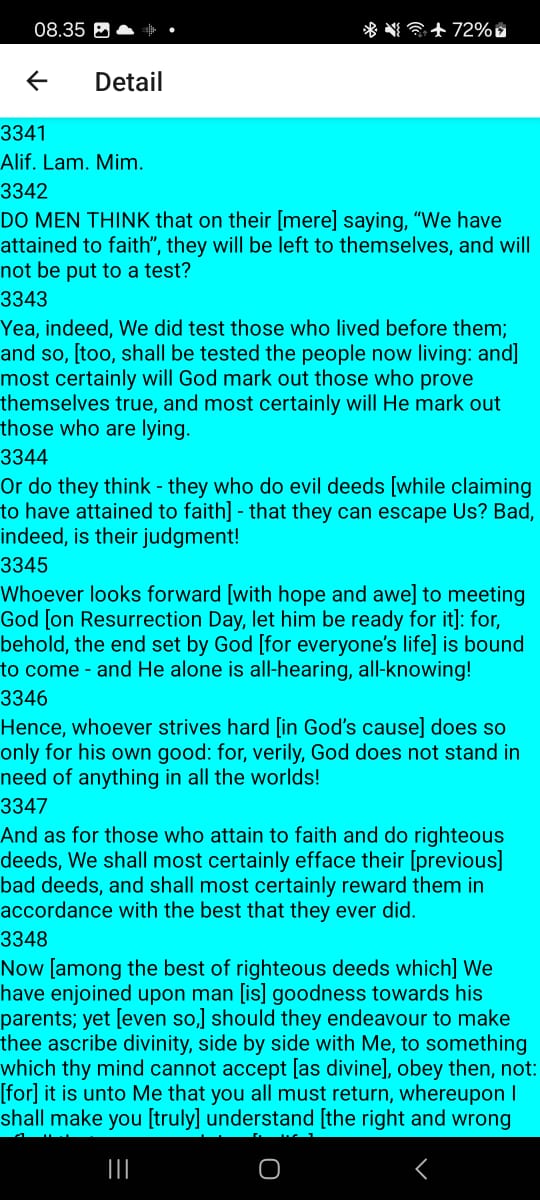 08.35
72%
Detail
3341
Alif. Lam. Mim.
3342
DO MEN THINK that on their [mere] saying, “We have
attained to faith”, they will be left to themselves, and will
not be put to a test?
3343
Yea, indeed, We did test those who lived before them;
and so, [too, shall be tested the people now living: and]
most certainly will God mark out those who prove
themselves true, and most certainly will He mark out
those who are lying.
3344
Or do they think - they who do evil deeds [while claiming
to have attained to faith] - that they can escape Us? Bad,
indeed, is their judgment!
3345
Whoever looks forward [with hope and awe] to meeting
God [on Resurrection Day, let him be ready for it]: for,
behold, the end set by God [for everyone’s life] is bound
to come - and He alone is all-hearing, all-knowing!
3346
Hence, whoever strives hard [in God’s cause] does so
only for his own good: for, verily, God does not stand in
need of anything in all the worlds!
3347
And as for those who attain to faith and do righteous
deeds, We shall most certainly efface their [previous]
bad deeds, and shall most certainly reward them in
accordance with the best that they ever did.
3348
Now [among the best of righteous deeds which] We
have enjoined upon man [is] goodness towards his
parents; yet [even so,] should they endeavour to make
thee ascribe divinity, side by side with Me, to something
which thy mind cannot accept [as divine], obey then, not:
[for] it is unto Me that you all must return, whereupon I
shall make you [truly] understand [the right and wrong